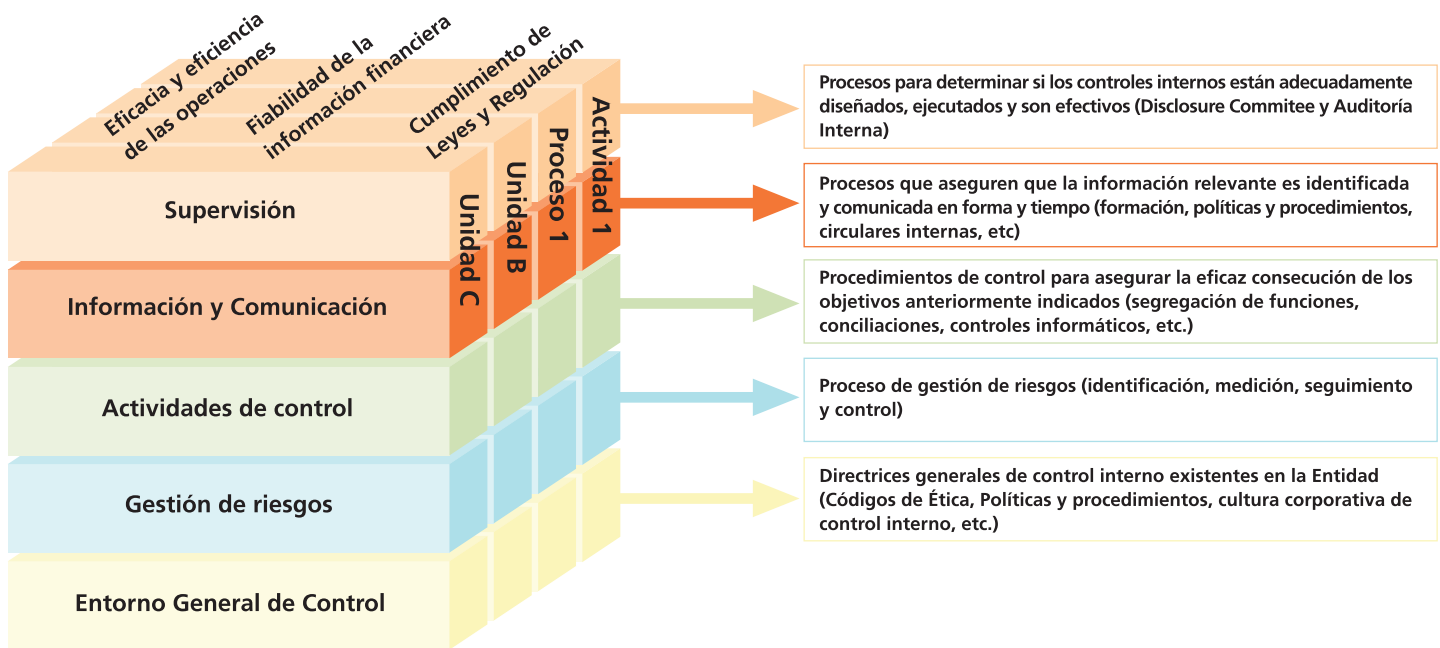 Eficacia y eficiencia
de las operaciones
Fiabilidad de la
información financiera
Cumplimiento de
Leyes y Regulación
Supervisión
Información y Comunicación
Actividades de control
Gestión de riesgos
Entorno General de Control
Unidad C
Unidad B
Proceso 1
Actividad 1
Procesos para determinar si los controles internos están adecuadamente
diseñados, ejecutados y son efectivos (Disclosure Commitee y Auditoría
Interna)
Procesos que aseguren que la información relevante es identificada
y comunicada en forma y tiempo (formación, políticas y procedimientos,
circulares internas, etc)
Procedimientos de control para asegurar la eficaz consecución de los
objetivos anteriormente indicados (segregación de funciones,
conciliaciones, controles informáticos, etc.)
Proceso de gestión de riesgos (identificación, medición, seguimiento
y control)
Directrices generales de control interno existentes en la Entidad
(Códigos de Ética, Políticas y procedimientos, cultura corporativa de
control interno, etc.)